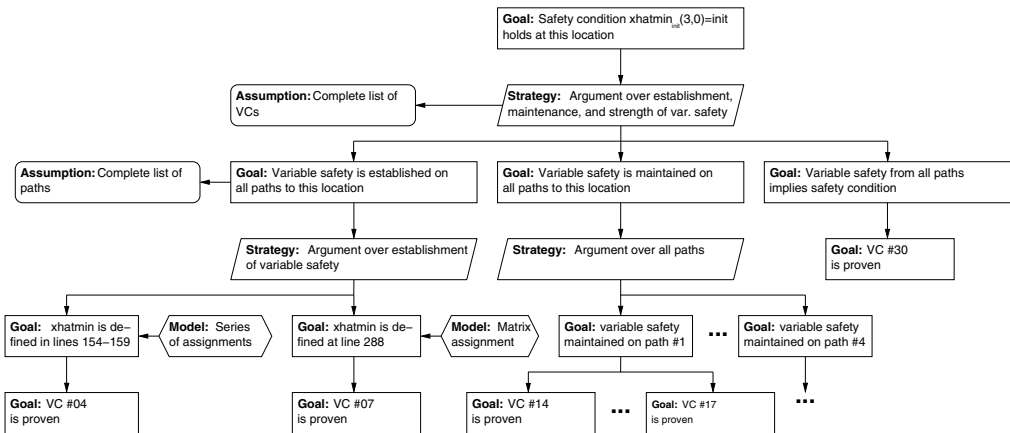 Goal: Safety condition xhatmin_init(3,0)=init
holds at this location
Assumption: Complete list of
VCs
Strategy: Argument over establishment,
maintenance, and strength of var. safety
Assumption: Complete list of
paths
Goal: Variable safety is established on
all paths to this location
Goal: Variable safety is maintained on
all paths to this location
Goal: Variable safety from all paths
implies safety condition
Strategy: Argument over establishment
of variable safety
Strategy: Argument over all paths
Goal: VC #30
is proven
Goal: xhatmin is de–
fined in lines 154–159
Model: Series
of assignments
Goal: xhatmin is de–
fined at line 288
Model: Matrix
assignment
Goal: variable safety
maintained on path #1
...
Goal: variable safety
maintained on path #4
Goal: VC #04
is proven
Goal: VC #07
is proven
Goal: VC #14
is proven
...
Goal: VC #17
is proven
...